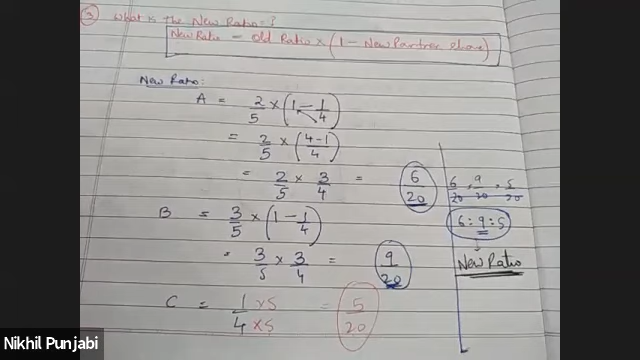 ③ What is the New Ratio = ?
New Ratio = Old Ratio × (1 - New Partner share)
New Ratio:
A = 2/5 × (1 - 1/4)
= 2/5 × (4-1/4)
= 2/5 × 3/4 = 6/20
B = 3/5 × (1 - 1/4)
= 3/5 × 3/4 = 9/20
C = 1/4 ×5/×5 = 5/20
6/20 , 9/20 , 5/20
6 : 9 : 5
New Ratio
Nikhil Punjabi